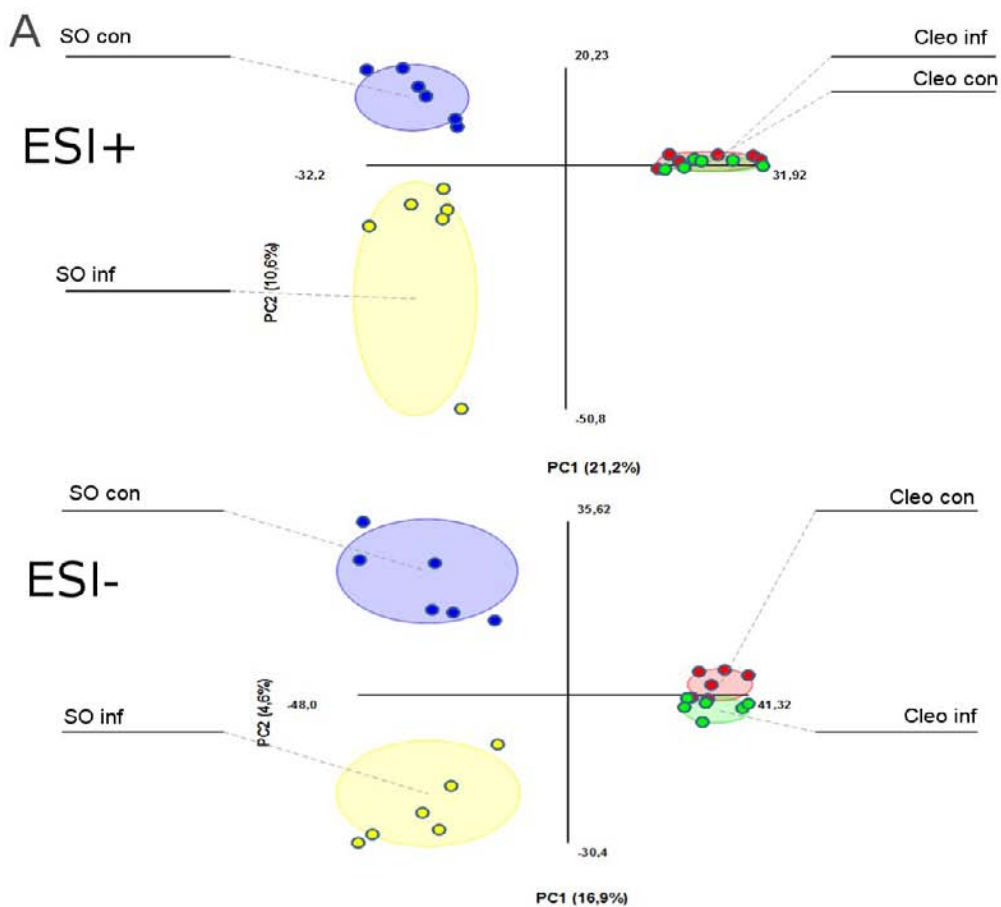 A
SO con
20,23
Cleo inf
Cleo con
ESI+
-32,2
31,92
SO inf
PC2 (10,6%)
-50,8
PC1 (21,2%)
SO con
35,62
Cleo con
ESI-
-48,0
41,32
SO inf
PC2 (4,6%)
Cleo inf
-30,4
PC1 (16,9%)